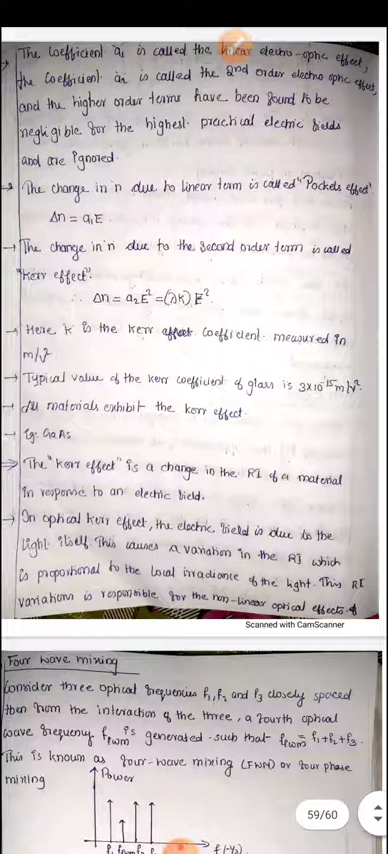 → The Coefficient a₁ is called the linear electro-optic effect,
the Coefficient a₂ is called the 2nd order electro optic effect,
and the higher order terms have been found to be
negligible for the highest practical electric fields
and are ignored.
→ The change in n due to linear term is called "Pockels effect".
Δn = a₁E
→ The change in n due to the second order term is called
"kerr effect".
∴ Δn = a₂E² = (λK)E²
→ Here K is the Kerr coefficient measured in
m/v²
→ Typical value of the kerr coefficient of glass is 3×10⁻¹⁵ m/v².
→ All materials exhibit the kerr effect.
→ Eg: GaAs
⇒ The "kerr effect" is a change in the RI of a material
in response to an electric field.
→ In optical kerr effect, the electric field is due to the
light itself. This causes a variation in the RI which
is proportional to the local irradiance of the light. This RI
variation is responsible for the non-linear optical effects of
Scanned with CamScanner
Four wave mixing
Consider three optical frequencies f₁, f₂ and f₃ closely spaced
then from the interaction of the three, a fourth optical
wave frequency f_FWM is generated such that f_FWM = f₁+f₂+f₃.
This is known as four-wave mixing (FWM) or four phase
mixing
Power
59/60